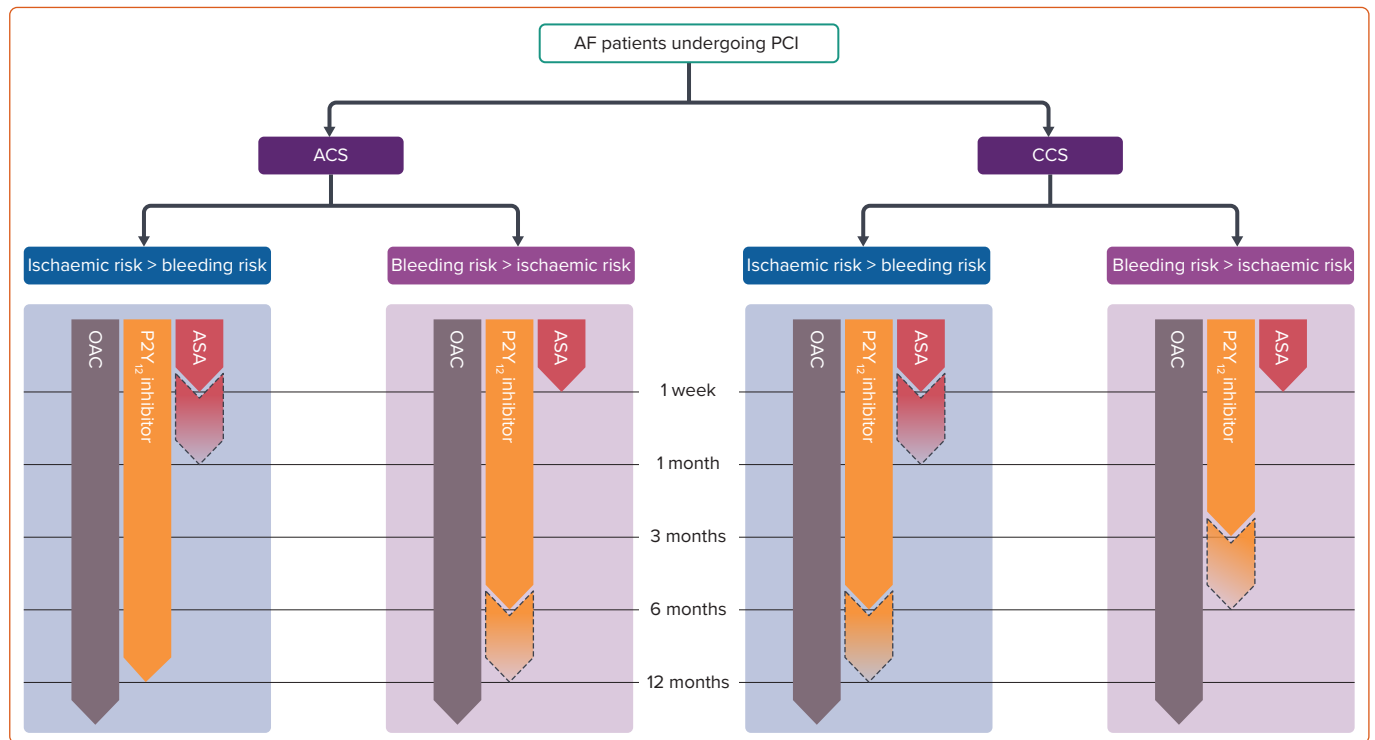 AF patients undergoing PCI
ACS
CCS
Ischaemic risk > bleeding risk
Bleeding risk > ischaemic risk
Ischaemic risk > bleeding risk
Bleeding risk > ischaemic risk
OAC
P2Y₁₂ inhibitor
ASA
OAC
P2Y₁₂ inhibitor
ASA
OAC
P2Y₁₂ inhibitor
ASA
OAC
P2Y₁₂ inhibitor
ASA
1 week
1 month
3 months
6 months
12 months